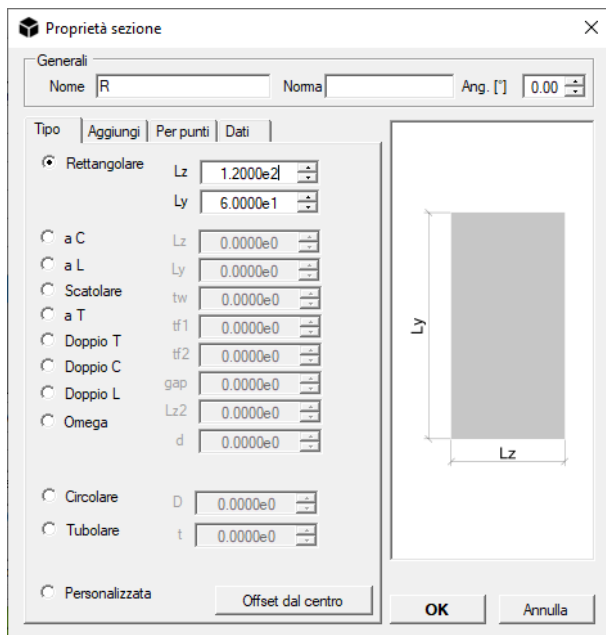 Proprietà sezione
Generali
Nome R Norma Ang. [°] 0.00
Tipo Aggiungi Per punti Dati
Rettangolare Lz 1.2000e2
Ly 6.0000e1
a C Lz 0.0000e0
a L Ly 0.0000e0
Scatolare tw 0.0000e0
a T tf1 0.0000e0
Doppio T tf2 0.0000e0
Doppio C gap 0.0000e0
Doppio L Lz2 0.0000e0
Omega d 0.0000e0
Circolare D 0.0000e0
Tubolare t 0.0000e0
Personalizzata Offset dal centro
Ly
Lz
OK Annulla